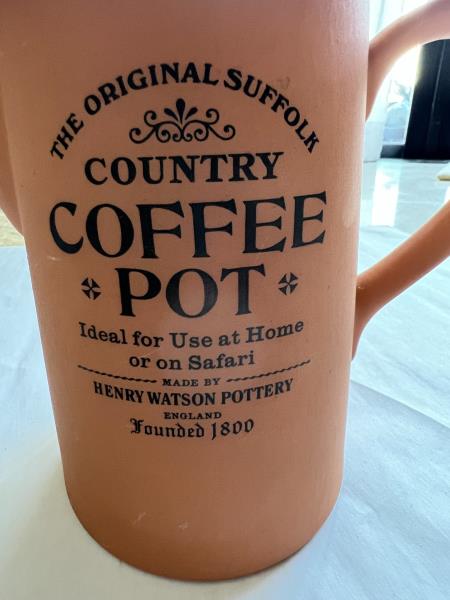 THE ORIGINAL SUFFOLK
COUNTRY
COFFEE
POT
Ideal for Use at Home
or on Safari
MADE BY
HENRY WATSON POTTERY
ENGLAND
Founded 1800